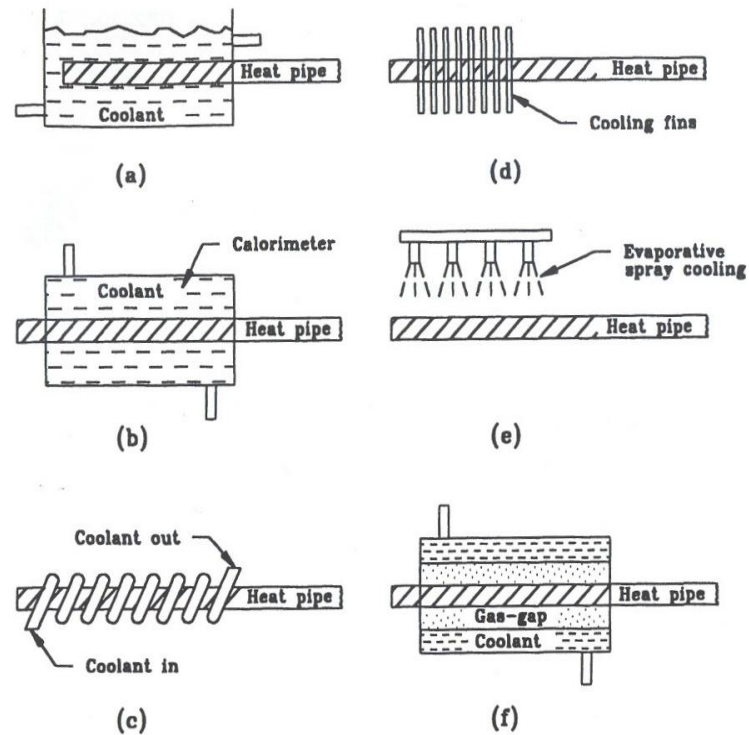 Heat pipe
Coolant
(a)
Heat pipe
Cooling fins
(d)
Calorimeter
Coolant
Heat pipe
(b)
Evaporative
spray cooling
Heat pipe
(e)
Coolant out
Heat pipe
Coolant in
(c)
Heat pipe
Gas-gap
Coolant
(f)